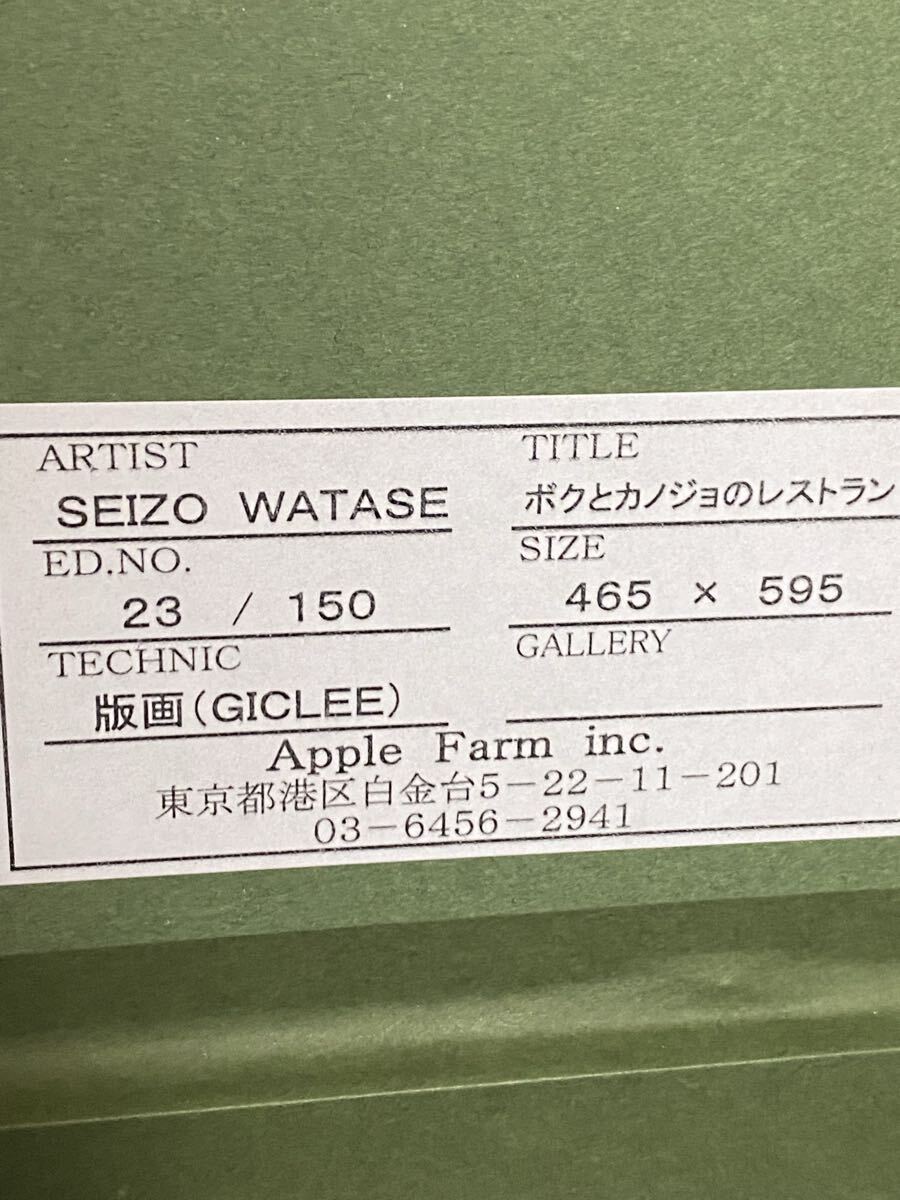 ARTIST
SEIZO WATASE
TITLE
ボクとカノジョのレストラン
ED.NO.
23 / 150
SIZE
465 × 595
TECHNIC
版画(GICLEE)
GALLERY
Apple Farm inc.
東京都港区白金台5-22-11-201
03-6456-2941